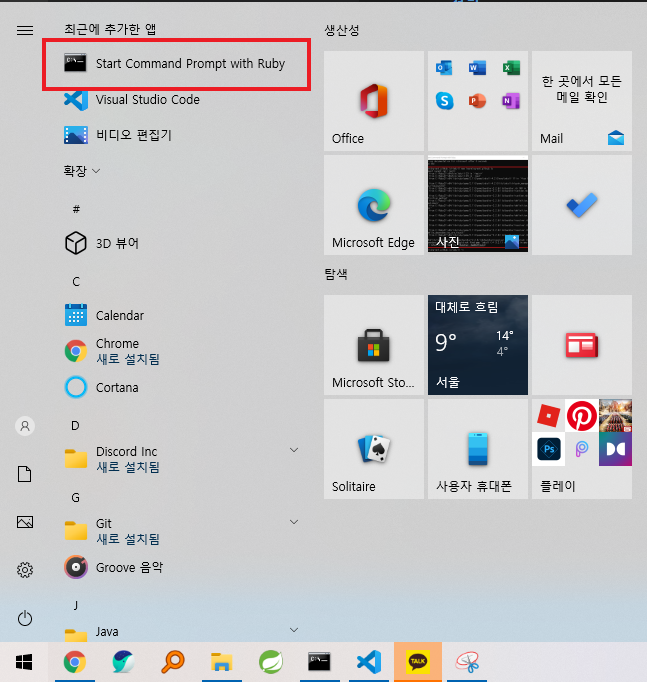 최근에 추가한 앱
Start Command Prompt with Ruby
Visual Studio Code
비디오 편집기
확장
#
3D 뷰어
C
Calendar
Chrome
새로 설치됨
Cortana
D
Discord Inc
새로 설치됨
G
Git
새로 설치됨
Groove 음악
J
Java
생산성
Office
한 곳에서 모든
메일 확인
Mail
Microsoft Edge
사진
탐색
Microsoft Sto...
대체로 흐림
9°
14°
4°
서울
Solitaire
사용자 휴대폰
Ps
플레이
TALK